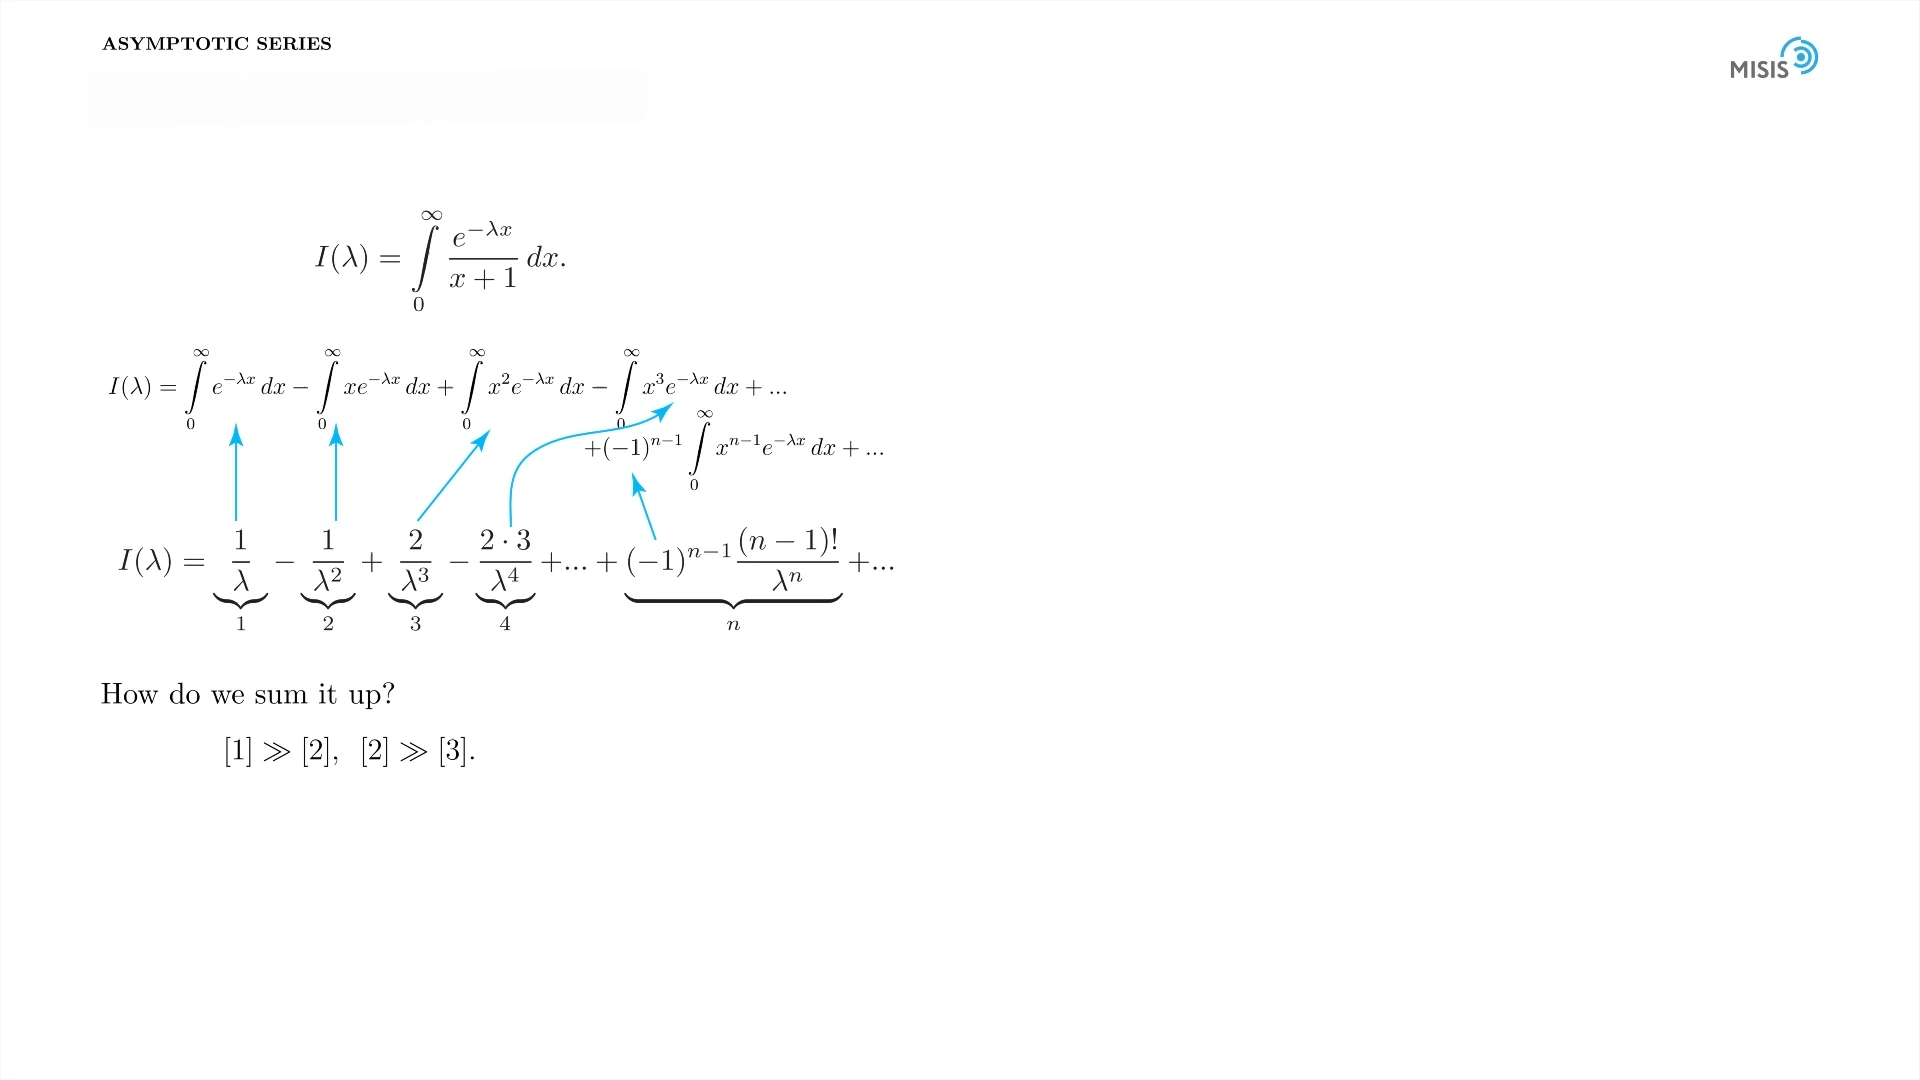 ASYMPTOTIC SERIES
MISIS
I(λ) = ∫₀^∞ e^{−λx}/(x + 1) dx.
I(λ) = ∫₀^∞ e^{−λx} dx − ∫₀^∞ xe^{−λx} dx + ∫₀^∞ x²e^{−λx} dx − ∫₀^∞ x³e^{−λx} dx + ...
+(−1)^{n−1} ∫₀^∞ x^{n−1}e^{−λx} dx + ...
I(λ) = 1/λ − 1/λ² + 2/λ³ − 2 · 3/λ⁴ +... + (−1)^{n−1} (n − 1)!/λⁿ +...
1 2 3 4 n
How do we sum it up?
[1] ≫ [2], [2] ≫ [3].